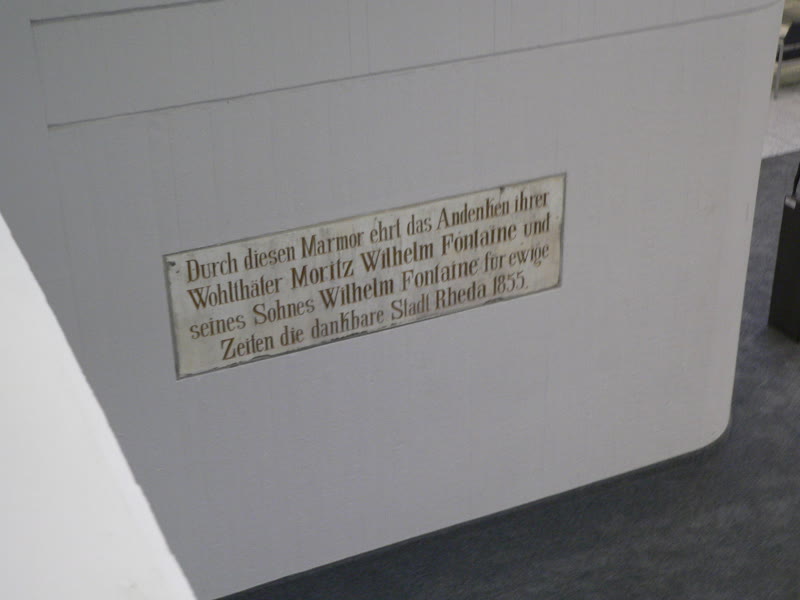 Durch diesen Marmor ehrt das Andenken ihrer
Wohlthäter Moritz Wilhelm Fontaine und
seines Sohnes Wilhelm Fontaine für ewige
Zeiten die dankbare Stadt Rheda 1855.